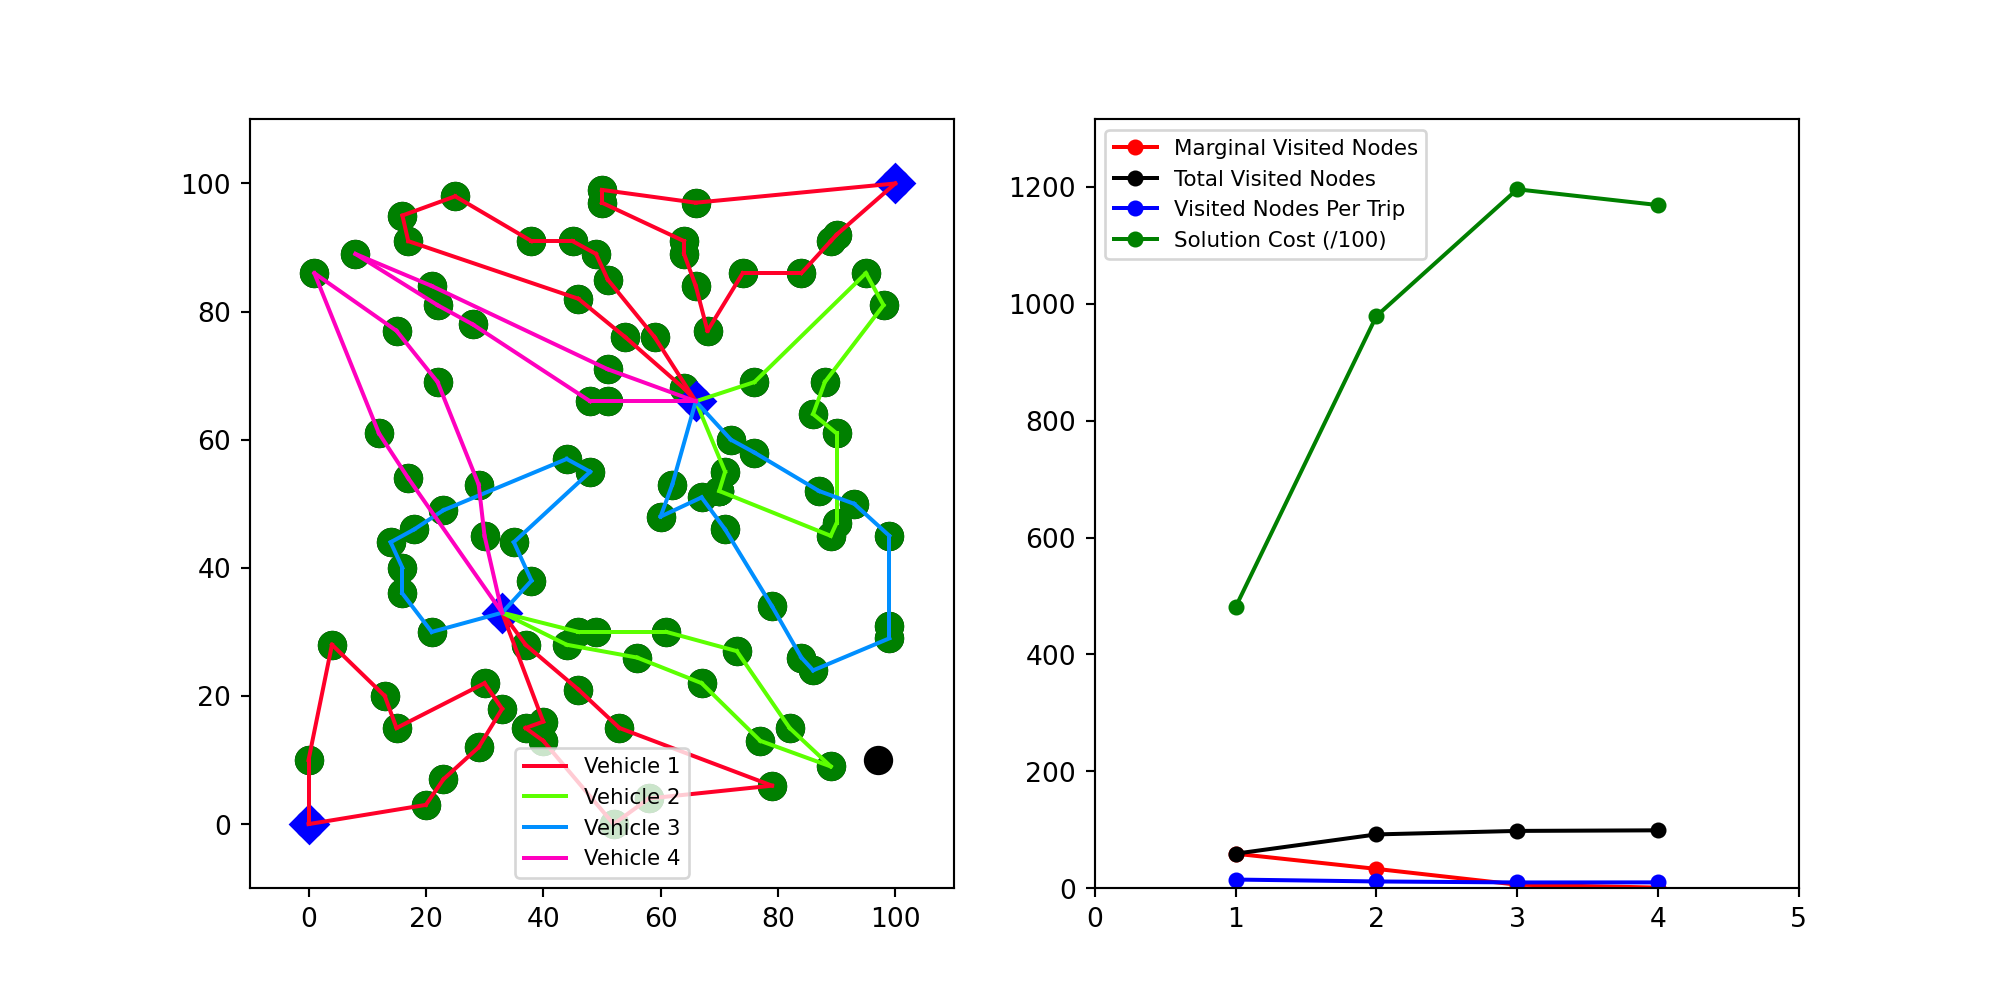 100
80
60
40
20
0
0 20 40 60 80 100
Vehicle 1
Vehicle 2
Vehicle 3
Vehicle 4
Marginal Visited Nodes
Total Visited Nodes
Visited Nodes Per Trip
Solution Cost (/100)
1200
1000
800
600
400
200
0
0 1 2 3 4 5